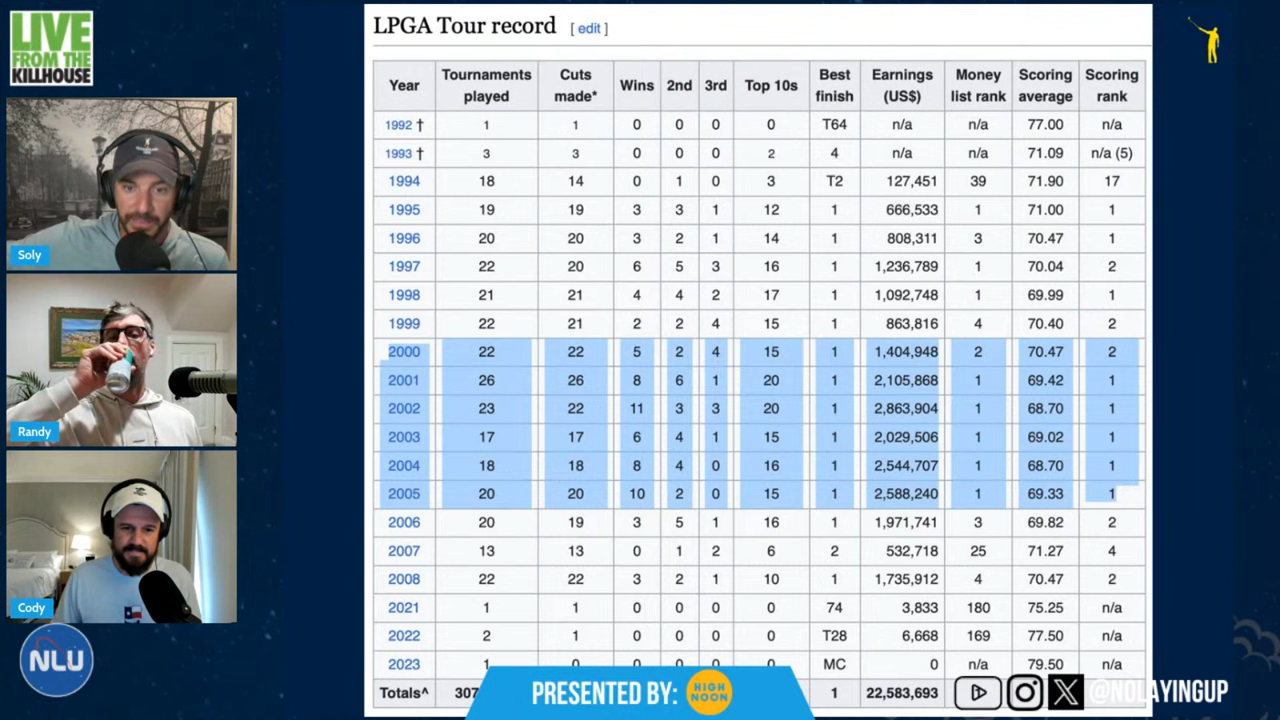 LIVE
FROM THE
KILLHOUSE
Soly
Randy
Cody
NLU
LPGA Tour record [ edit ]
Year Tournaments played Cuts made* Wins 2nd 3rd Top 10s Best finish Earnings (US$) Money list rank Scoring average Scoring rank
1992 † 1 1 0 0 0 0 T64 n/a n/a 77.00 n/a
1993 † 3 3 0 0 0 2 4 n/a n/a 71.09 n/a (5)
1994 18 14 0 1 0 3 T2 127,451 39 71.90 17
1995 19 19 3 3 1 12 1 666,533 1 71.00 1
1996 20 20 3 2 1 14 1 808,311 3 70.47 1
1997 22 20 6 5 3 16 1 1,236,789 1 70.04 2
1998 21 21 4 4 2 17 1 1,092,748 1 69.99 1
1999 22 21 2 2 4 15 1 863,816 4 70.40 2
2000 22 22 5 2 4 15 1 1,404,948 2 70.47 2
2001 26 26 8 6 1 20 1 2,105,868 1 69.42 1
2002 23 22 11 3 3 20 1 2,863,904 1 68.70 1
2003 17 17 6 4 1 15 1 2,029,506 1 69.02 1
2004 18 18 8 4 0 16 1 2,544,707 1 68.70 1
2005 20 20 10 2 0 15 1 2,588,240 1 69.33 1
2006 20 19 3 5 1 16 1 1,971,741 3 69.82 2
2007 13 13 0 1 2 6 2 532,718 25 71.27 4
2008 22 22 3 2 1 10 1 1,735,912 4 70.47 2
2021 1 1 0 0 0 0 74 3,833 180 75.25 n/a
2022 2 1 0 0 0 0 T28 6,668 169 77.50 n/a
2023 1 0 0 0 0 0 MC 0 n/a 79.50 n/a
Totals^ 307 1 22,583,693
PRESENTED BY: HIGH NOON
@NOLAYINGUP